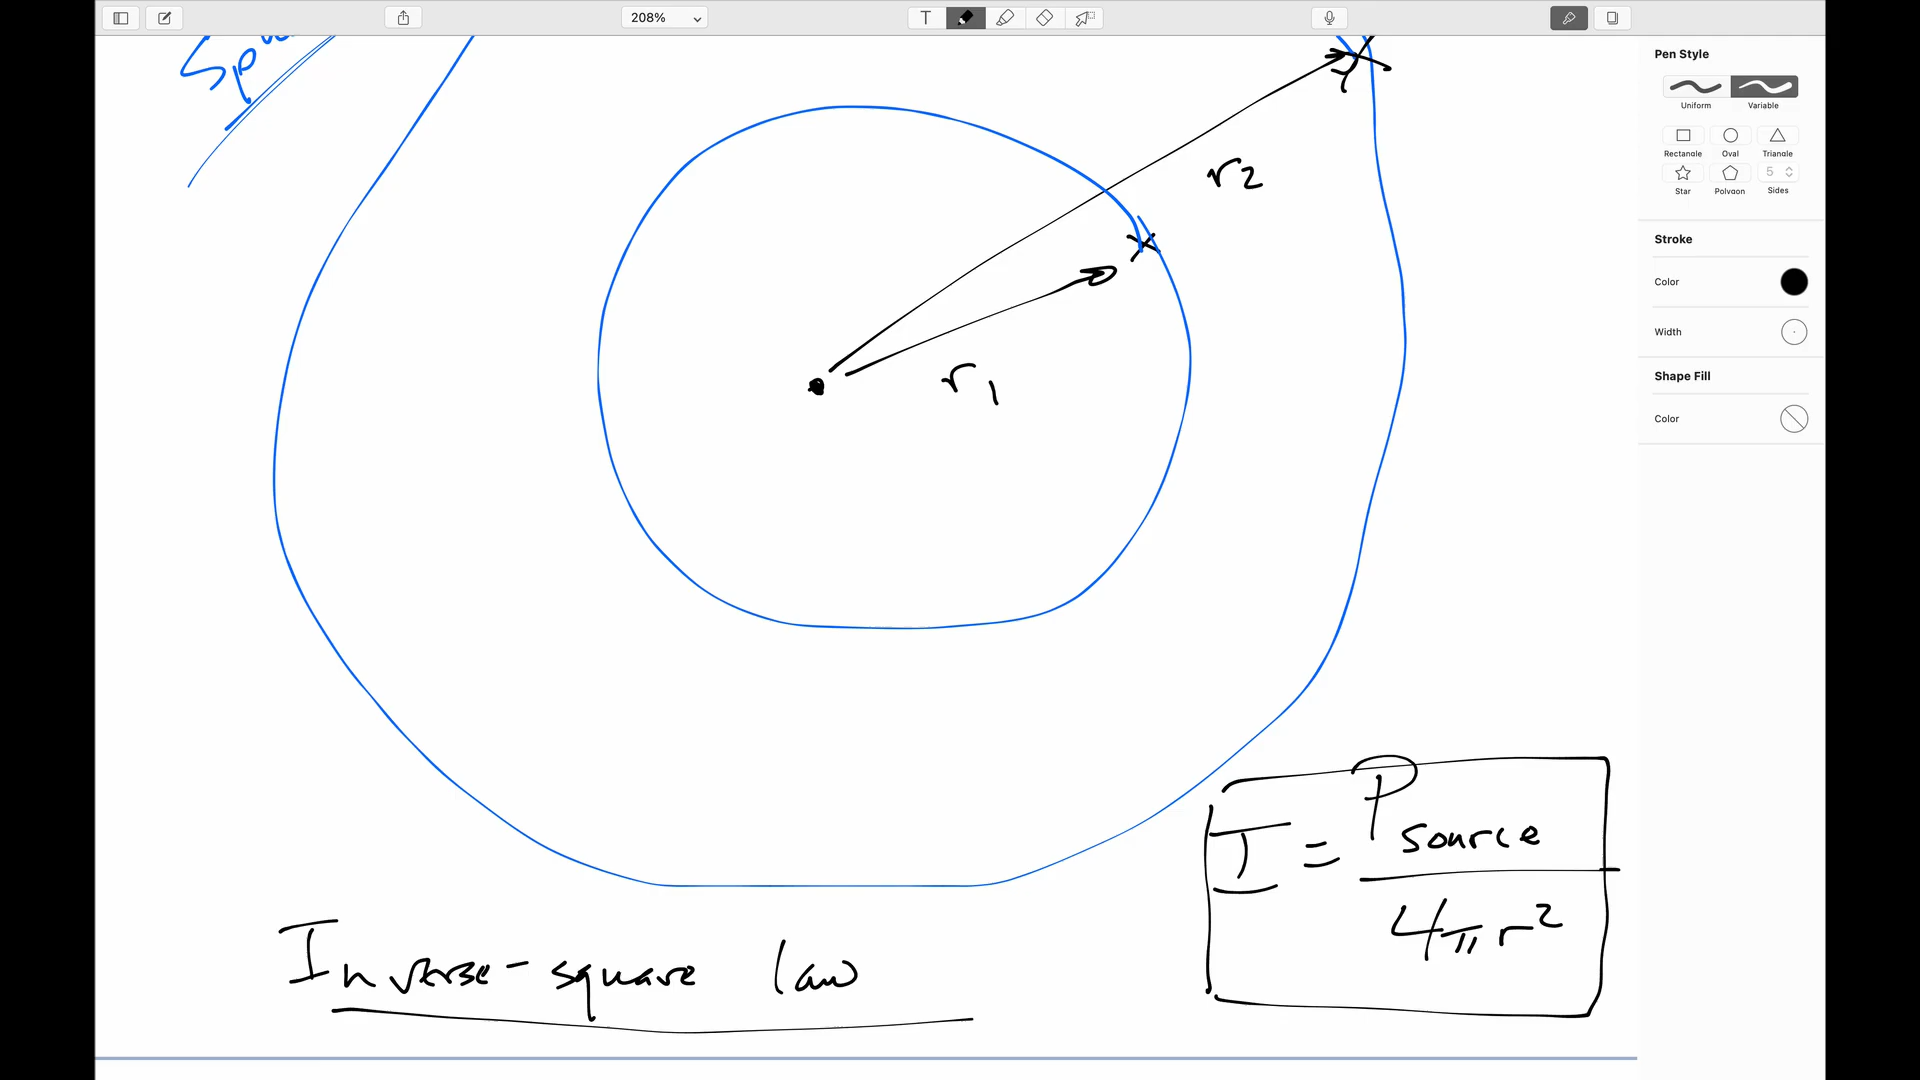 208%
T
Pen Style
Uniform Variable
Rectangle Oval Triangle
5
Star Polygon Sides
Stroke
Color
Width
Shape Fill
Color
r2
r1
I = P source
4πr²
Inverse-square law